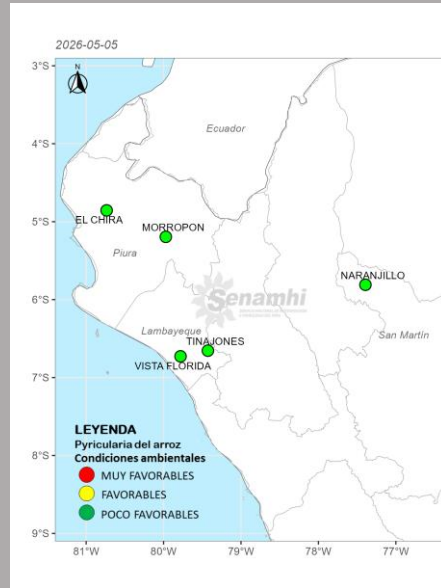 2026-05-05
3°S
N
4°S
Ecuador
5°S
EL CHIRA
MORROPON
Piura
NARANJILLO
6°S
Senamhi
Lambayeque
San Martín
TINAJONES
VISTA FLORIDA
7°S
LEYENDA
Pyricularia del arroz
Condiciones ambientales
MUY FAVORABLES
FAVORABLES
POCO FAVORABLES
8°S
9°S
81°W 80°W 79°W 78°W 77°W